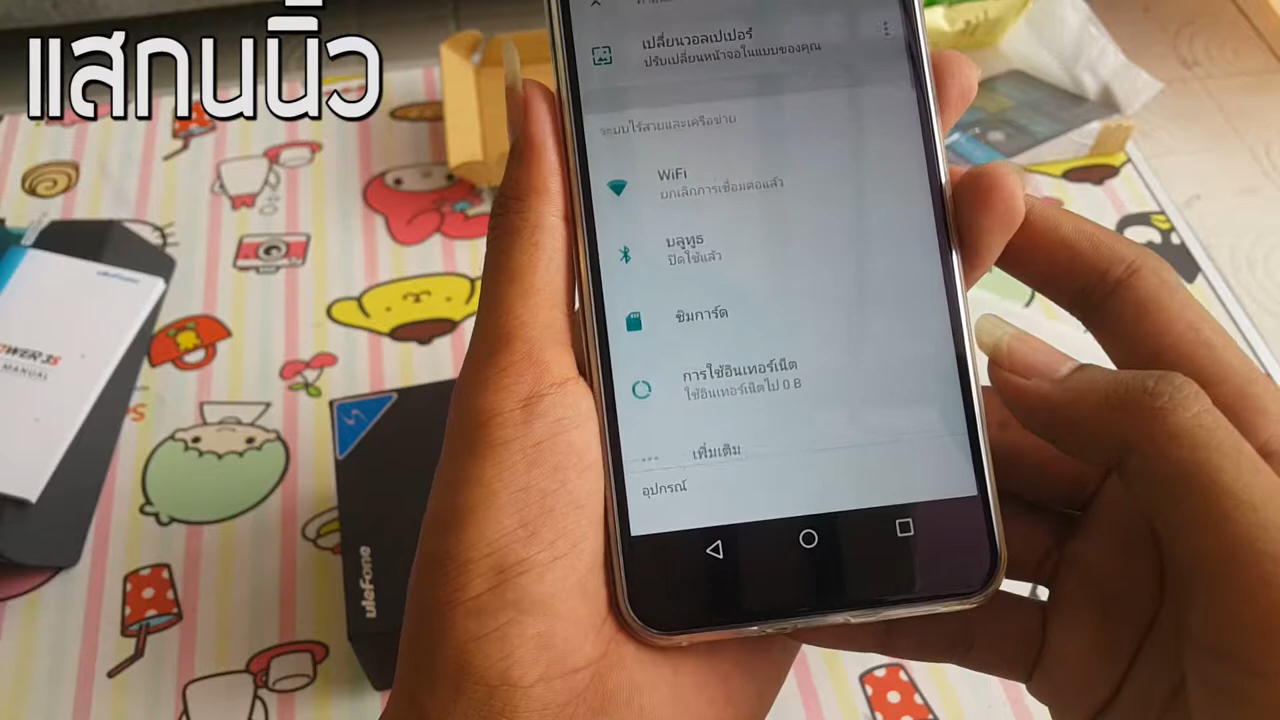 แสกนนิ้ว
เปลี่ยนวอลเปเปอร์
ปรับเปลี่ยนหน้าจอในแบบของคุณ
ระบบไร้สายและเครือข่าย
WiFi
ยกเลิกการเชื่อมต่อแล้ว
บลูทูธ
ปิดใช้แล้ว
ซิมการ์ด
การใช้อินเทอร์เน็ต
ใช้อินเทอร์เน็ตไป 0 B
เพิ่มเติม
อุปกรณ์
ulefone
MANUAL
ulefone